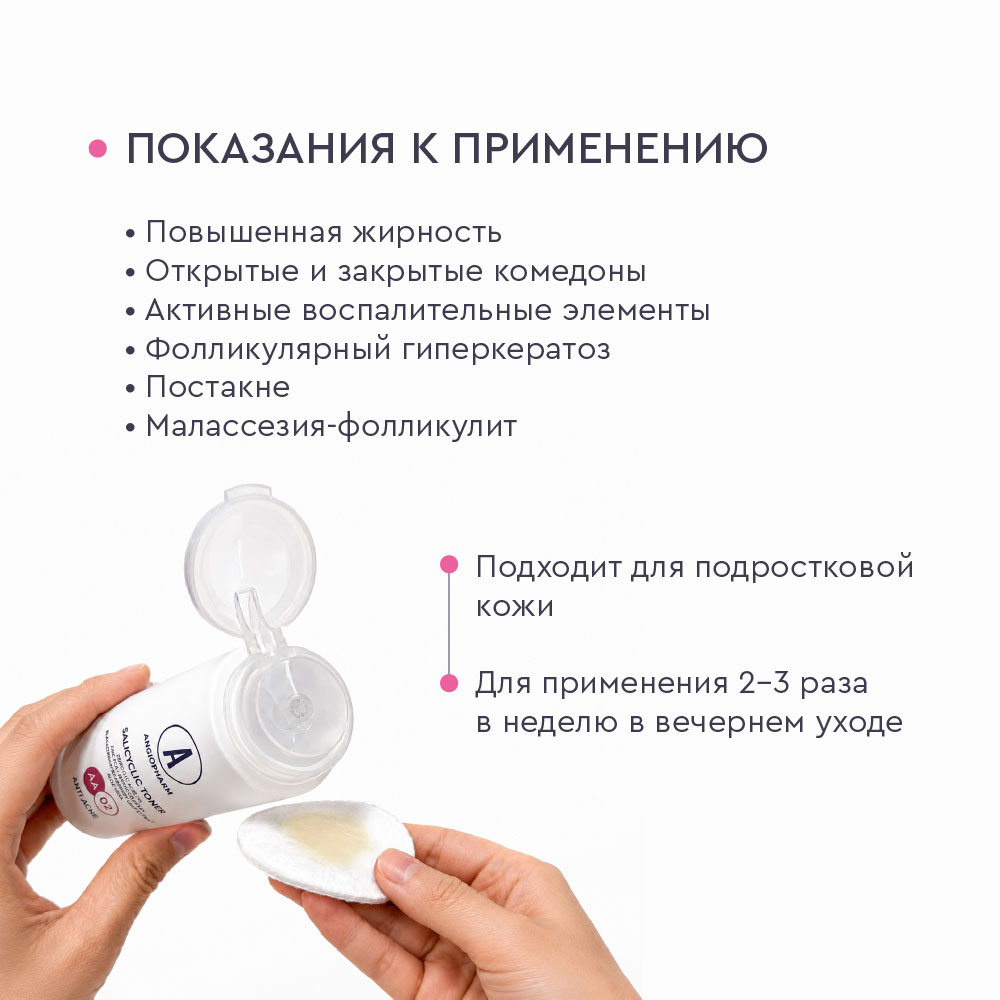 ПОКАЗАНИЯ К ПРИМЕНЕНИЮ
• Повышенная жирность
• Открытые и закрытые комедоны
• Активные воспалительные элементы
• Фолликулярный гиперкератоз
• Постакне
• Малассезия-фолликулит
Подходит для подростковой
кожи
Для применения 2-3 раза
в неделю в вечернем уходе
A
ANGIOPHARM
SALICYLIC TONER
AA 02
ANTI ACNE